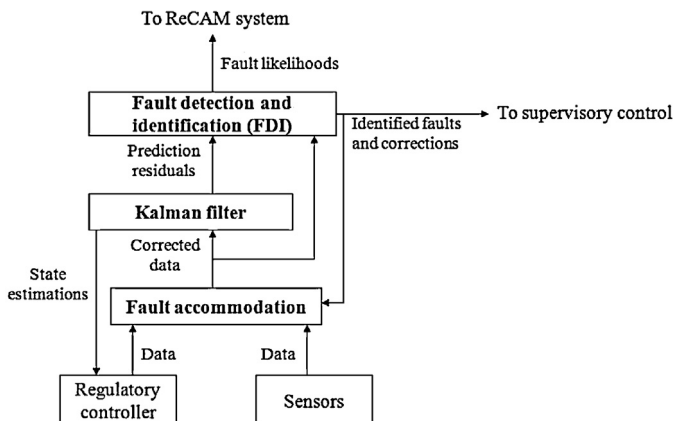 To ReCAM system
Fault likelihoods
Fault detection and
identification (FDI)
To supervisory control
Identified faults
and corrections
Prediction
residuals
Kalman filter
Corrected
data
State
estimations
Fault accommodation
Data
Data
Regulatory
controller
Sensors